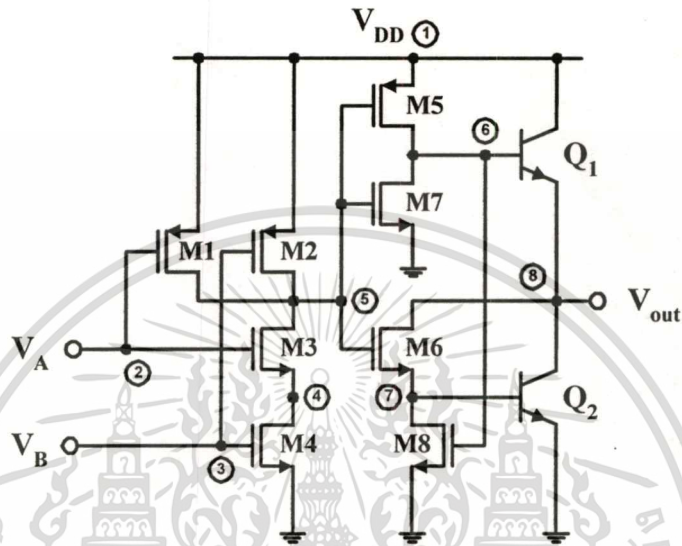 V_DD ①
M5
⑥
Q₁
M7
M1
M2
⑧
⑤
V_out
V_A
②
M3
M6
④
⑦
Q₂
V_B
③
M4
M8